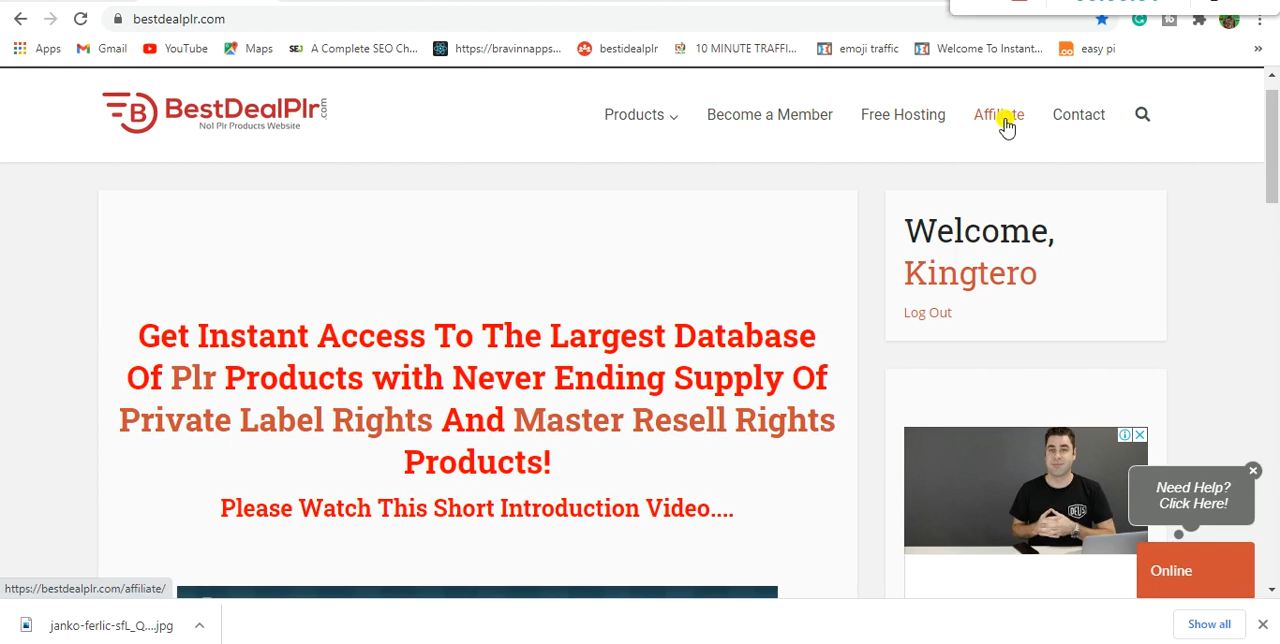 bestdealplr.com
Apps
Gmail
YouTube
Maps
SEJ A Complete SEO Ch...
https://bravinnapps...
bestidealplr
10 MINUTE TRAFFI...
emoji traffic
Welcome To Instant...
easy pi
»
B BestDealPlr.com
No1 Plr Products Website
Products
Become a Member
Free Hosting
Affiliate
Contact
Get Instant Access To The Largest Database
Of Plr Products with Never Ending Supply Of
Private Label Rights And Master Resell Rights
Products!
Please Watch This Short Introduction Video....
Welcome,
Kingtero
Log Out
DEUS
Need Help?
Click Here!
Online
https://bestdealplr.com/affiliate/
janko-ferlic-sfL_Q....jpg
Show all